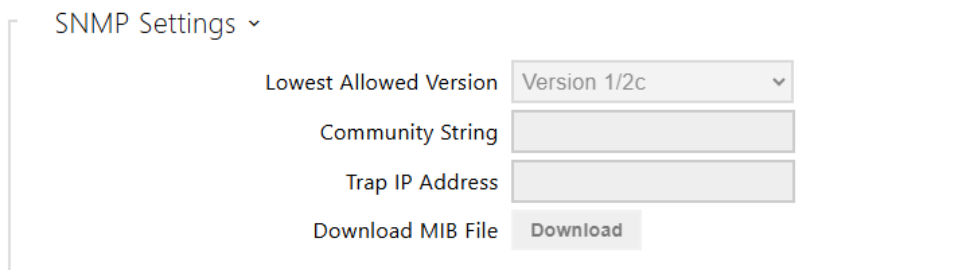 SNMP Settings
Lowest Allowed Version Version 1/2c
Community String
Trap IP Address
Download MIB File Download